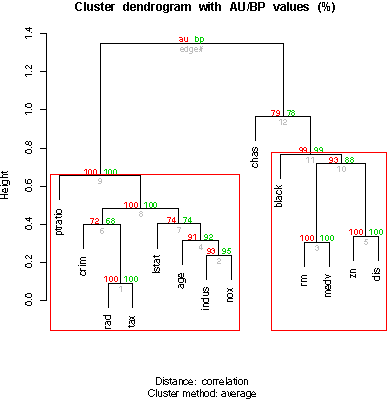 Cluster dendrogram with AU/BP values (%)
au bp
edge#
1.4
1.2
1.0
0.8
0.6
0.4
0.2
0.0
Height
79 78
12
chas
99 99
11
black
93 86
10
100 100
9
ptratio
100 100
8
72 68
6
crim
74 74
7
lstat
91 92
4
age
93 95
2
indus
nox
100 100
1
rad
tax
100 100
3
rm
medv
100 100
5
zn
dis
Distance: correlation
Cluster method: average